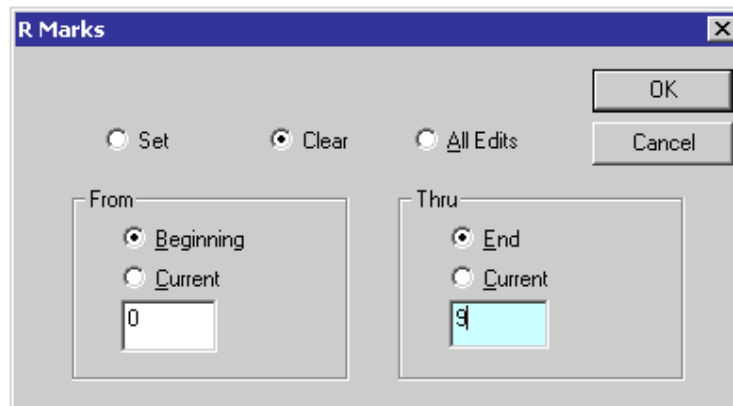 R Marks
OK
Set Clear All Edits Cancel
From Thru
Beginning End
Current Current
0 9